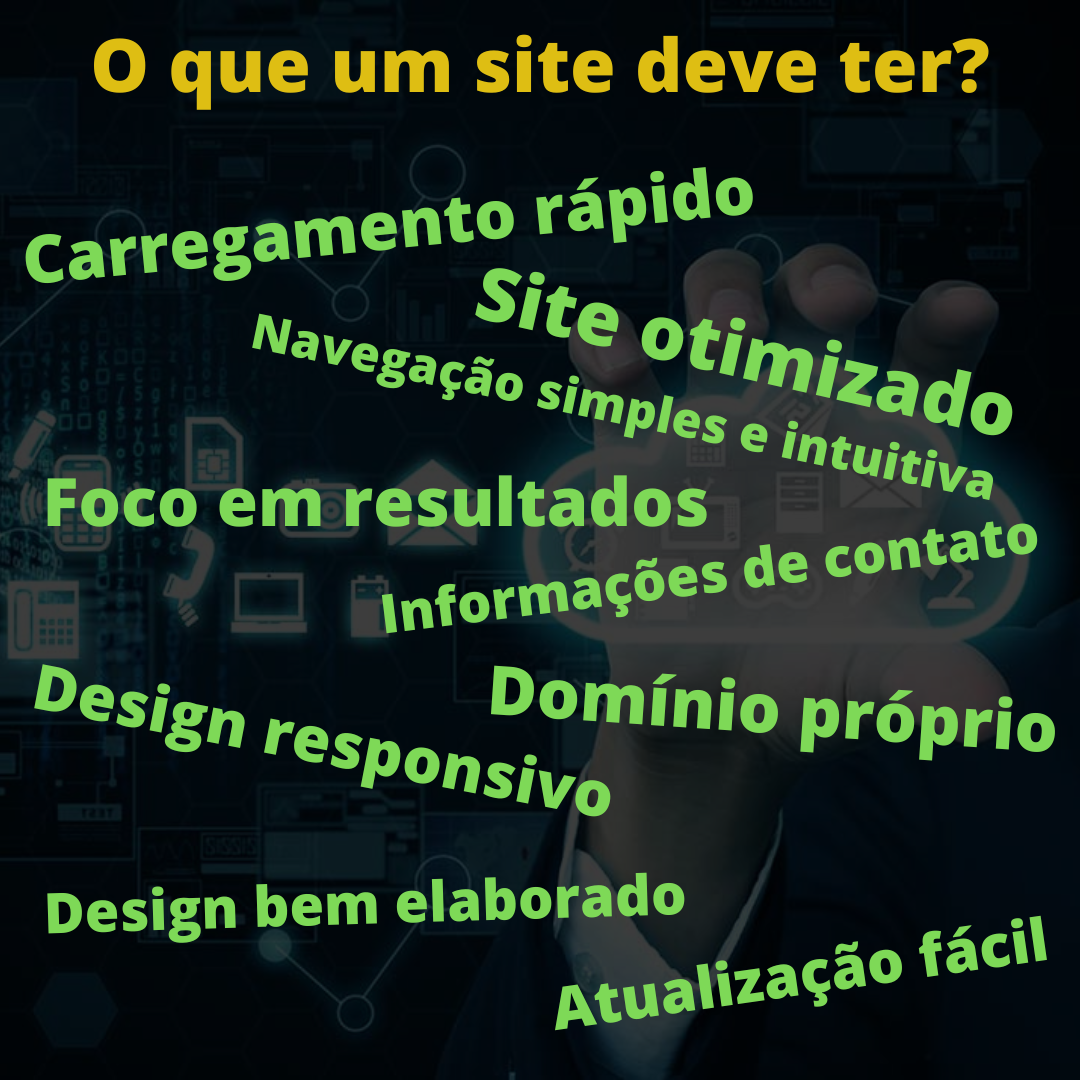 O que um site deve ter?
Carregamento rápido
Site otimizado
Navegação simples e intuitiva
Foco em resultados
Informações de contato
Design responsivo
Domínio próprio
Design bem elaborado
Atualização fácil